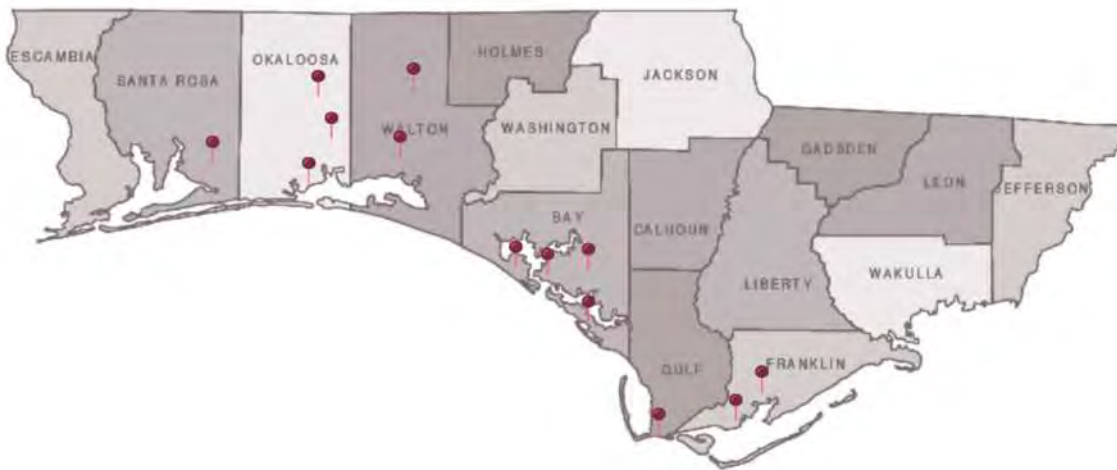 ESCAMBIA
SANTA ROSA
OKALOOSA
WALTON
HOLMES
WASHINGTON
JACKSON
BAY
CALHOUN
GULF
LIBERTY
GADSDEN
LEON
JEFFERSON
WAKULLA
FRANKLIN